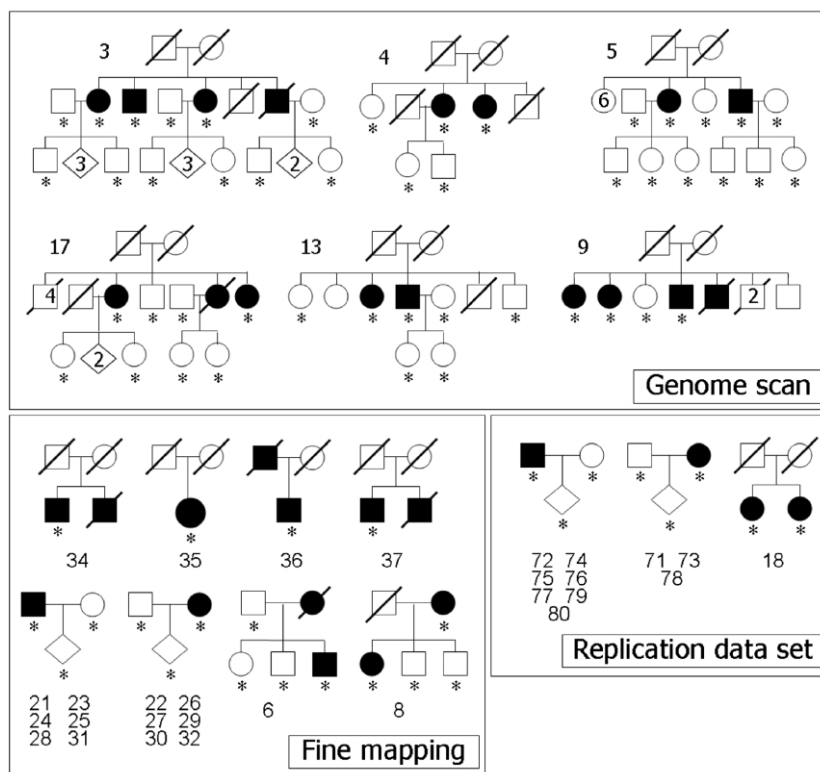 3 4 5
6
* * * * * * * * * * *
3 3 2
* * * * * * * * * * * * * *
17 13 9
4 2
* * * * * * * * * * * *
2
* * * * * *
Genome scan
* * * *
34 35 36 37
* * * * * *
* * * * * * * *
21 23 22 26 6 8
24 25 27 29
28 31 30 32
Fine mapping
* * * *
* * * *
72 74 71 73 18
75 76 78
77 79
80
Replication data set